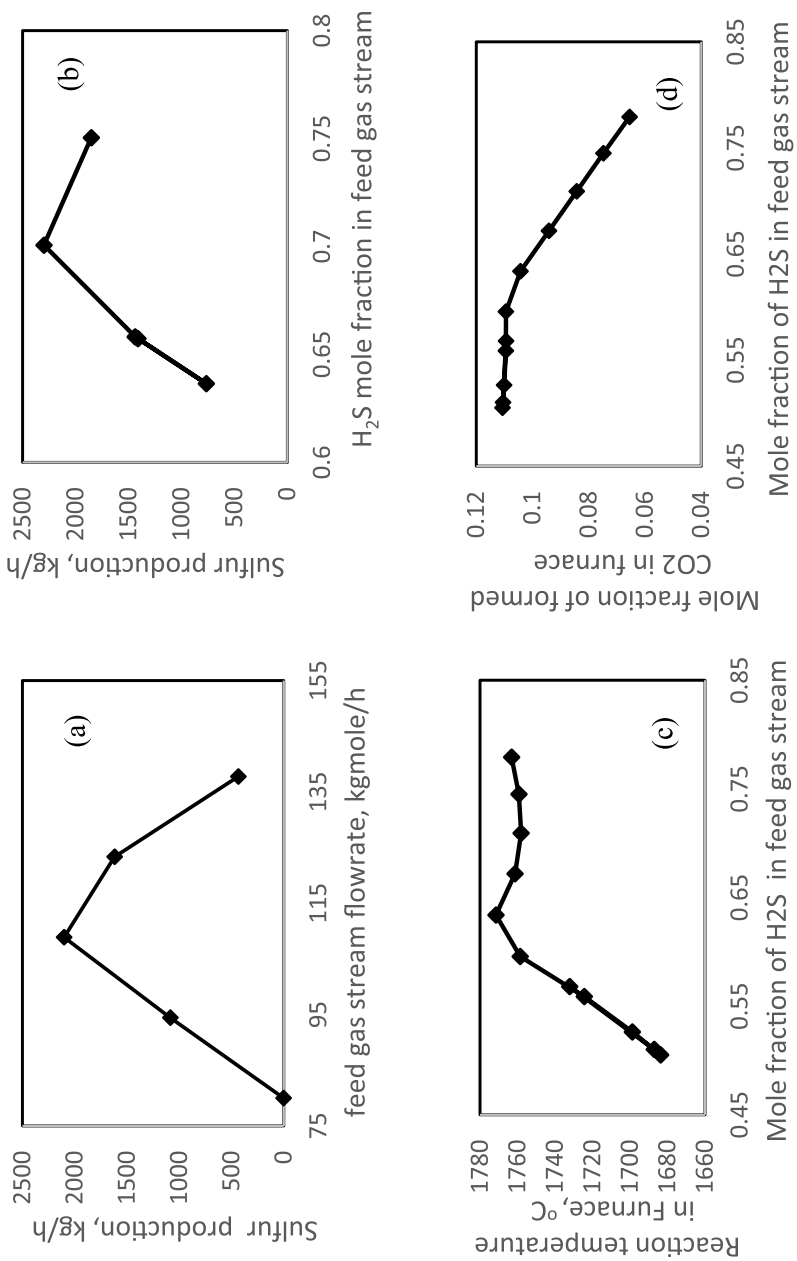 Sulfur production, kg/h
2500
2000
1500
1000
500
0
(a)
75 95 115 135 155
feed gas stream flowrate, kgmole/h
Sulfur production, kg/h
2500
2000
1500
1000
500
0
(b)
0.6 0.65 0.7 0.75 0.8
H₂S mole fraction in feed gas stream
Reaction temperature
in Furnace, °C
1780
1760
1740
1720
1700
1680
1660
(c)
0.45 0.55 0.65 0.75 0.85
Mole fraction of H2S in feed gas stream
Mole fraction of formed
CO2 in furnace
0.12
0.1
0.08
0.06
0.04
(d)
0.45 0.55 0.65 0.75 0.85
Mole fraction of H2S in feed gas stream